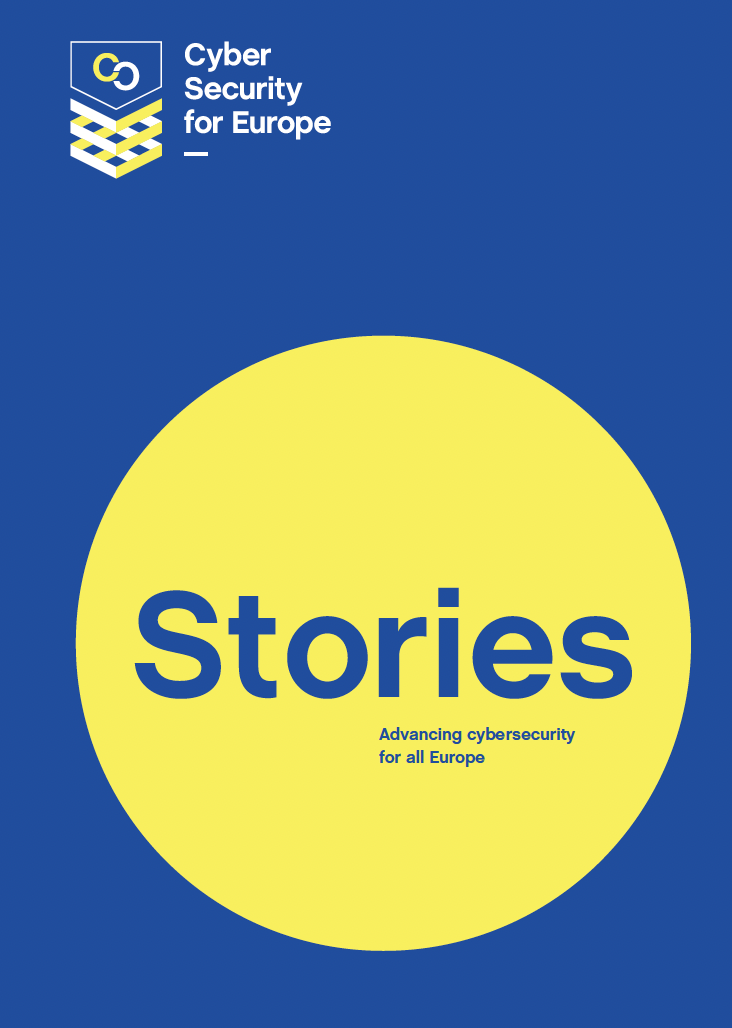 Cyber
Security
for Europe
Stories
Advancing cybersecurity
for all Europe